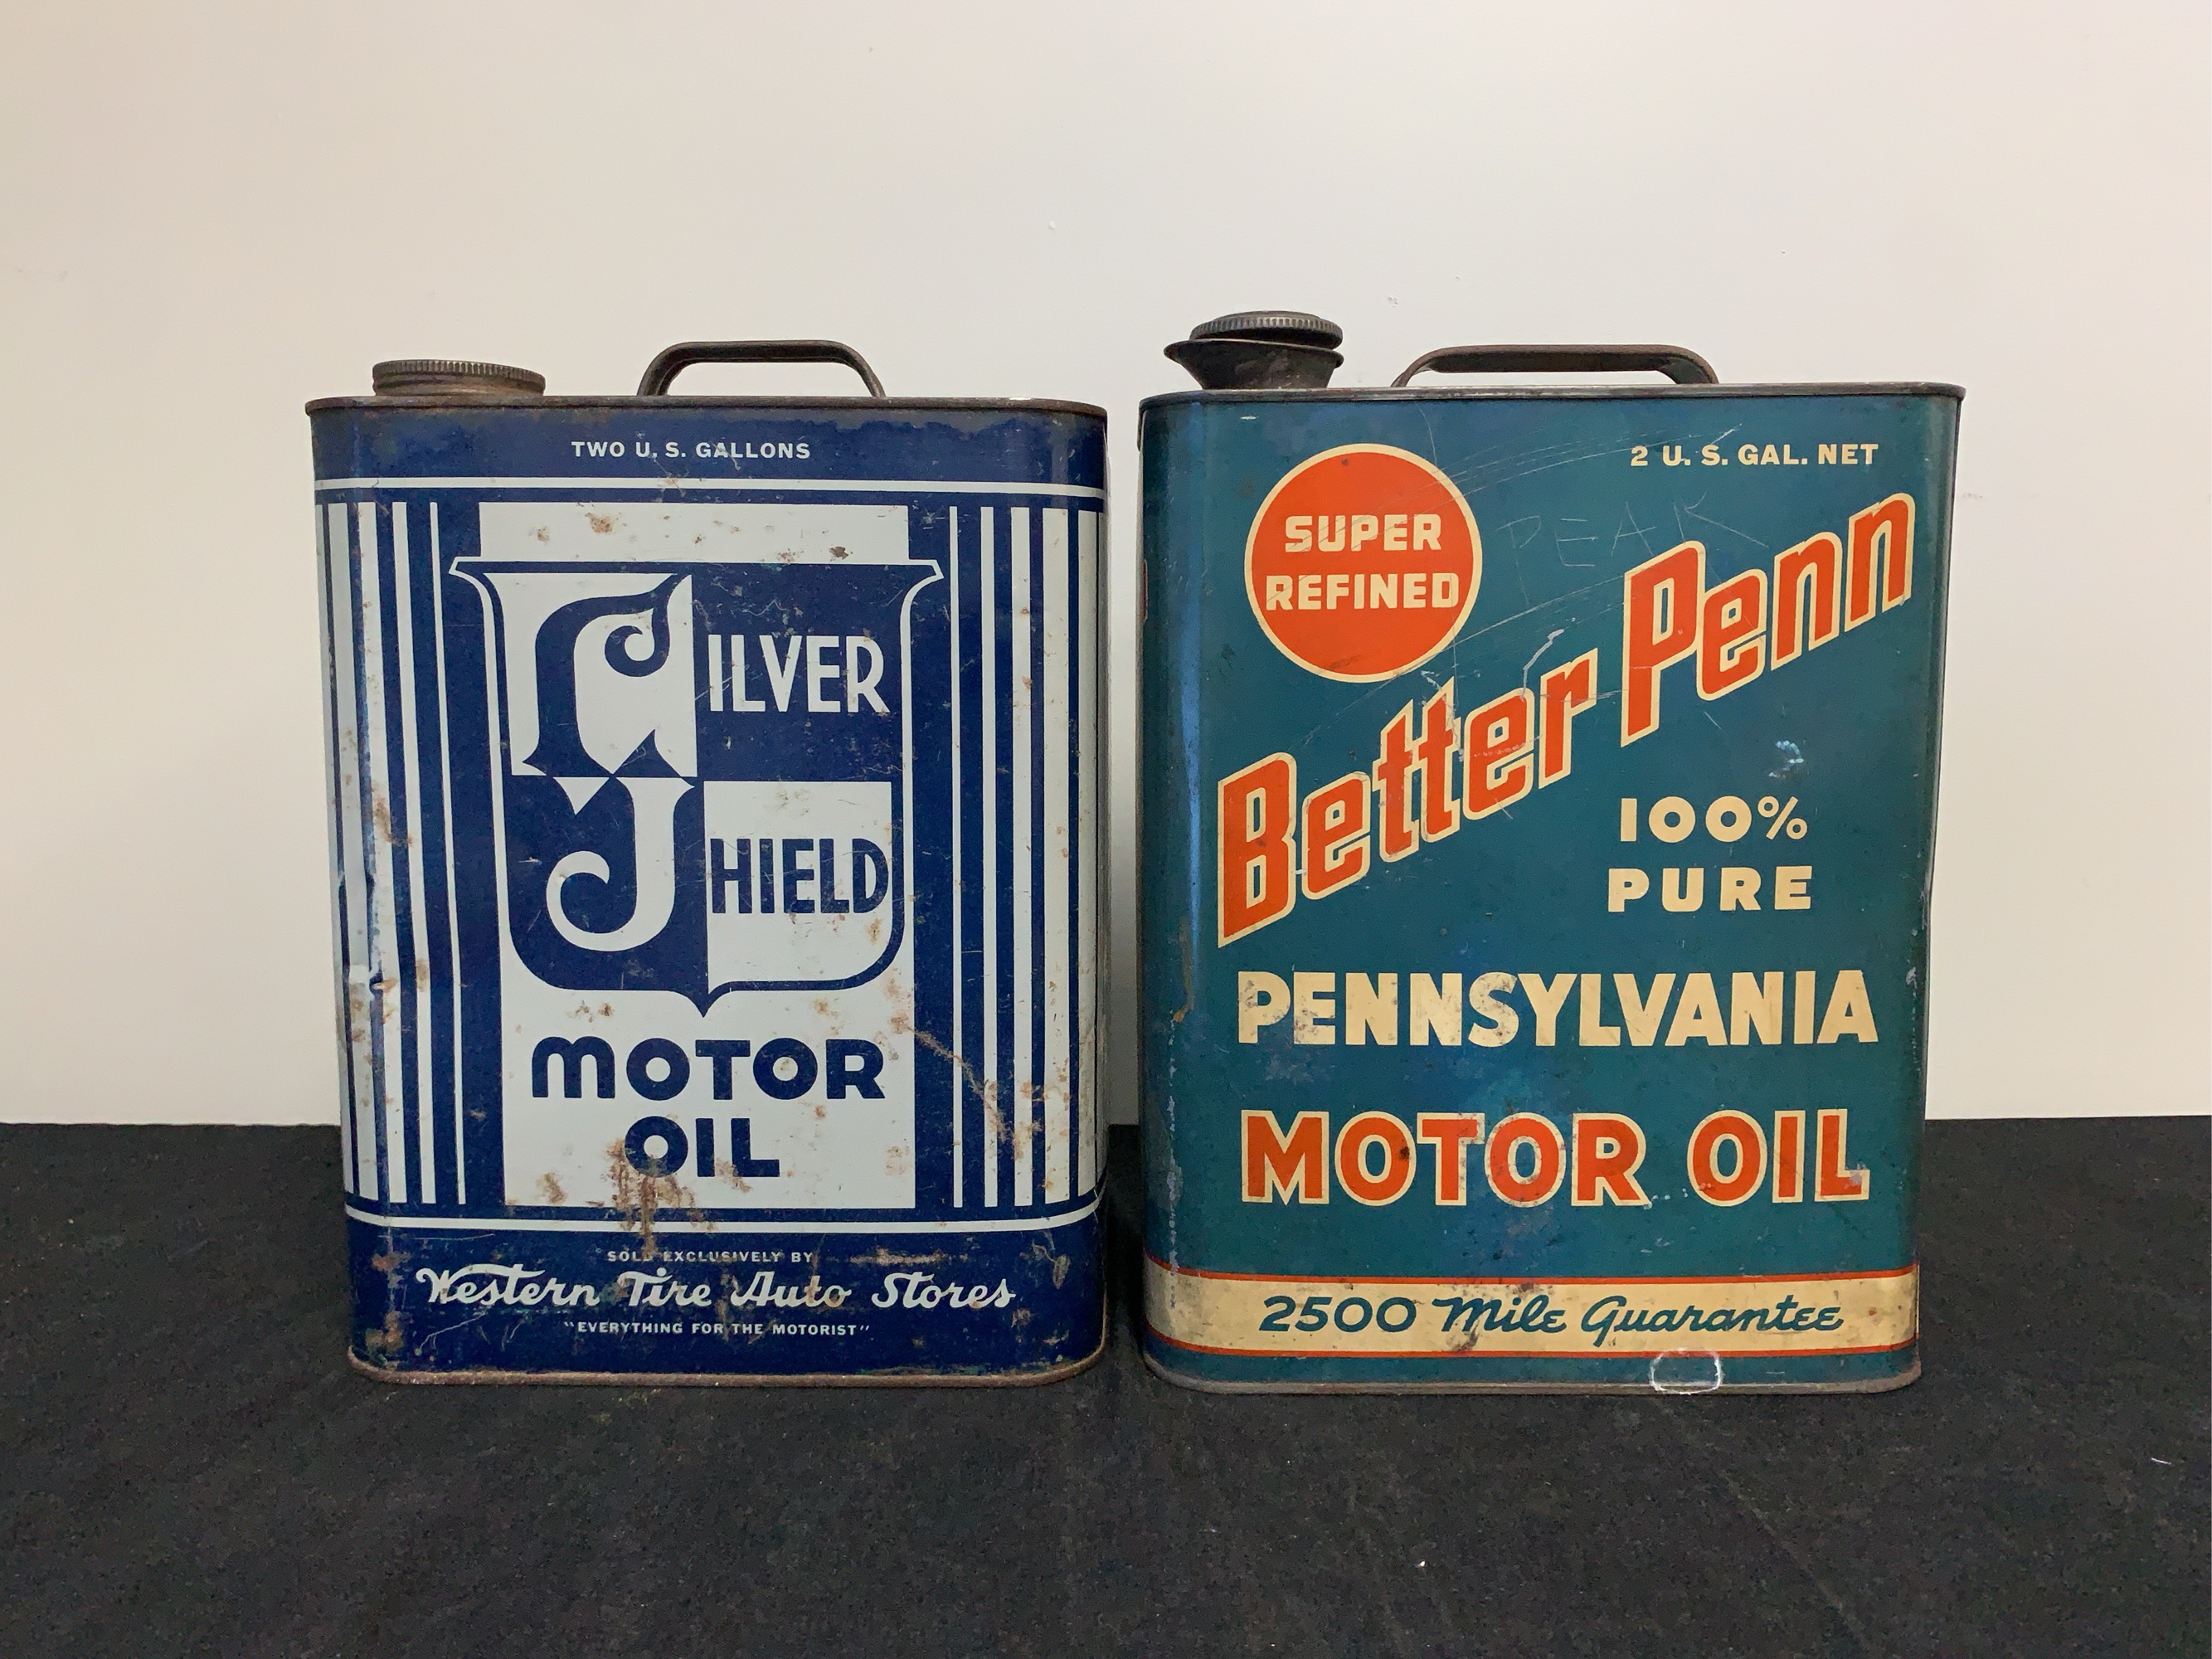 TWO U. S. GALLONS
SILVER
SHIELD
MOTOR
OIL
SOLD EXCLUSIVELY BY
Western Tire Auto Stores
"EVERYTHING FOR THE MOTORIST"
2 U. S. GAL. NET
SUPER
REFINED
PEAK
Better Penn
100%
PURE
PENNSYLVANIA
MOTOR OIL
2500 Mile Guarantee